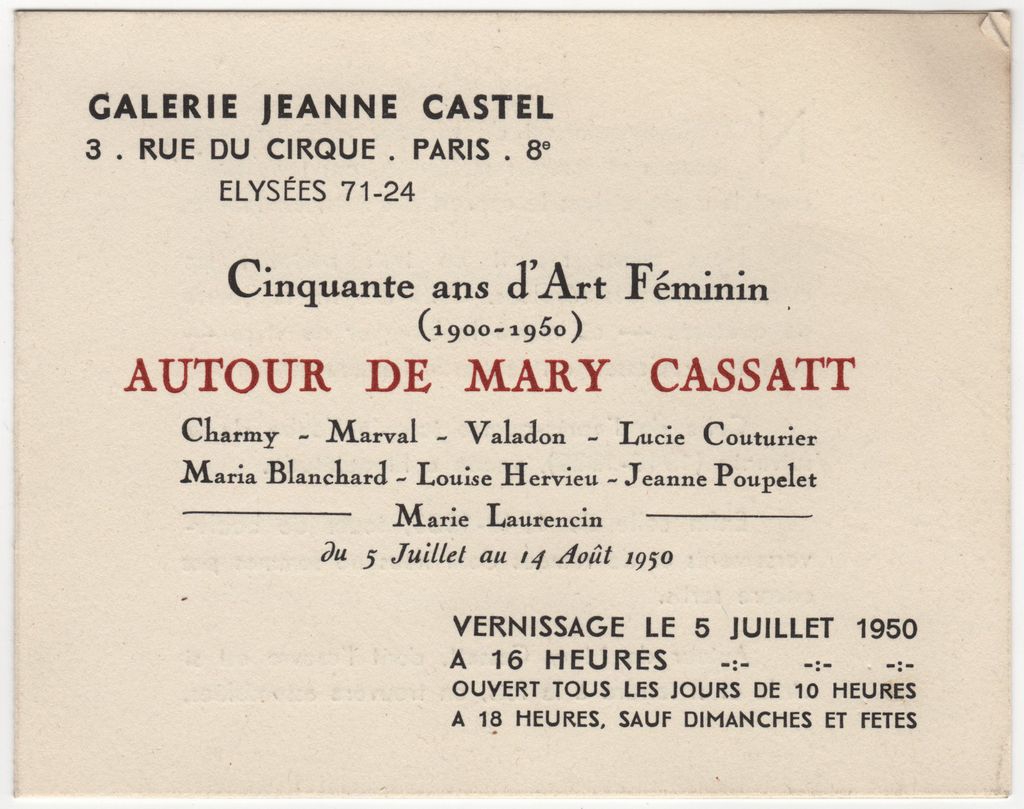 GALERIE JEANNE CASTEL
3 . RUE DU CIRQUE . PARIS . 8e
ELYSÉES 71-24
Cinquante ans d'Art Féminin
(1900-1950)
AUTOUR DE MARY CASSATT
Charmy - Marval - Valadon - Lucie Couturier
Maria Blanchard - Louise Hervieu - Jeanne Poupelet
Marie Laurencin
du 5 Juillet au 14 Août 1950
VERNISSAGE LE 5 JUILLET 1950
A 16 HEURES -:- -:- -:-
OUVERT TOUS LES JOURS DE 10 HEURES
A 18 HEURES, SAUF DIMANCHES ET FETES